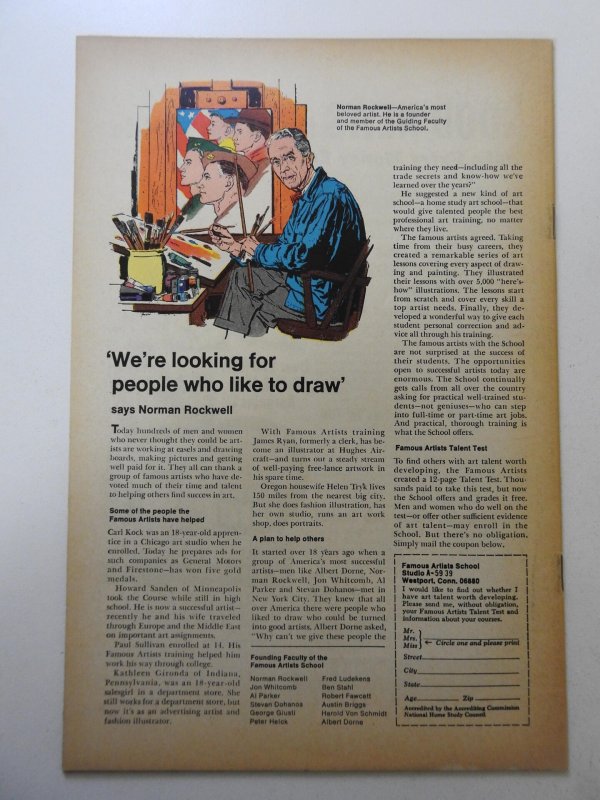 Norman Rockwell—America's most
beloved artist. He is a founder
and member of the Guiding Faculty
of the Famous Artists School.
'We're looking for
people who like to draw'
says Norman Rockwell
Today hundreds of men and women
who never thought they could be art-
ists are working at easels and drawing
boards, making pictures and getting
well paid for it. They all can thank a
group of famous artists who have de-
voted much of their time and talent
to helping others find success in art.
Some of the people the
Famous Artists have helped
Carl Kock was an 18-year-old appren-
tice in a Chicago art studio when he
enrolled. Today he prepares ads for
such companies as General Motors
and Firestone—has won five gold
medals.
Howard Sanden of Minneapolis
took the Course while still in high
school. He is now a successful artist—
recently he and his wife traveled
through Europe and the Middle East
on important art assignments.
Paul Sullivan enrolled at 14. His
Famous Artists training helped him
work his way through college.
Kathleen Gironda of Indiana,
Pennsylvania, was an 18-year-old
salesgirl in a department store. She
still works for a department store, but
now it's as an advertising artist and
fashion illustrator.
With Famous Artists training
James Ryan, formerly a clerk, has be-
come an illustrator at Hughes Air-
craft—and turns out a steady stream
of well-paying free-lance artwork in
his spare time.
Oregon housewife Helen Tryk lives
150 miles from the nearest big city.
But she does fashion illustration, has
her own studio, runs an art work
shop, does portraits.
A plan to help others
It started over 18 years ago when a
group of America's most successful
artists—men like Albert Dorne, Nor-
man Rockwell, Jon Whitcomb, Al
Parker and Stevan Dohanos—met in
New York City. They knew that all
over America there were people who
liked to draw who could be turned
into good artists. Albert Dorne asked,
"Why can't we give these people the
Founding Faculty of the
Famous Artists School
Norman Rockwell
Jon Whitcomb
Al Parker
Stevan Dohanos
George Giusti
Peter Helck
Fred Ludekens
Ben Stahl
Robert Fawcett
Austin Briggs
Harold Von Schmidt
Albert Dorne
training they need—including all the
trade secrets and know-how we've
learned over the years?"
He suggested a new kind of art
school—a home study art school—that
would give talented people the best
professional art training, no matter
where they live.
The famous artists agreed. Taking
time from their busy careers, they
created a remarkable series of art
lessons covering every aspect of draw-
ing and painting. They illustrated
their lessons with over 5,000 "here's-
how" illustrations. The lessons start
from scratch and cover every skill a
top artist needs. Finally, they de-
veloped a wonderful way to give each
student personal correction and ad-
vice all through his training.
The famous artists with the School
are not surprised at the success of
their students. The opportunities
open to successful artists today are
enormous. The School continually
gets calls from all over the country
asking for practical well-trained stu-
dents—not geniuses—who can step
into full-time or part-time art jobs.
And practical, thorough training is
what the School offers.
Famous Artists Talent Test
To find others with art talent worth
developing, the Famous Artists
created a 12-page Talent Test. Thou-
sands paid to take this test, but now
the School offers and grades it free.
Men and women who do well on the
test—or offer other sufficient evidence
of art talent—may enroll in the
School. But there's no obligation.
Simply mail the coupon below.
Famous Artists School
Studio A-59 39
Westport, Conn. 06880
I would like to find out whether I
have art talent worth developing.
Please send me, without obligation,
your Famous Artists Talent Test and
information about your courses.
Mr.
Mrs.
Miss
Circle one and please print
Street
City
State
Age Zip
Accredited by the Accrediting Commission
National Home Study Council